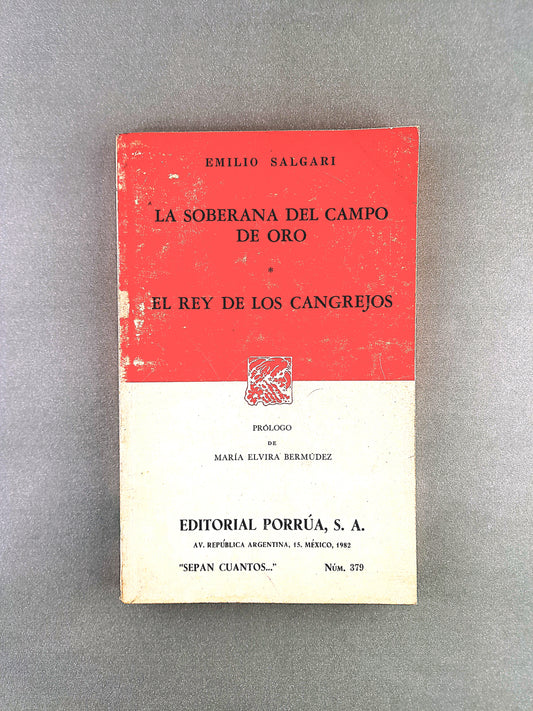 EMILIO SALGARI
LA SOBERANA DEL CAMPO
DE ORO
*
EL REY DE LOS CANGREJOS
PRÓLOGO
DE
MARÍA ELVIRA BERMÚDEZ
EDITORIAL PORRÚA, S. A.
AV. REPÚBLICA ARGENTINA, 15. MÉXICO, 1982
"SEPAN CUANTOS..." NÚM. 379